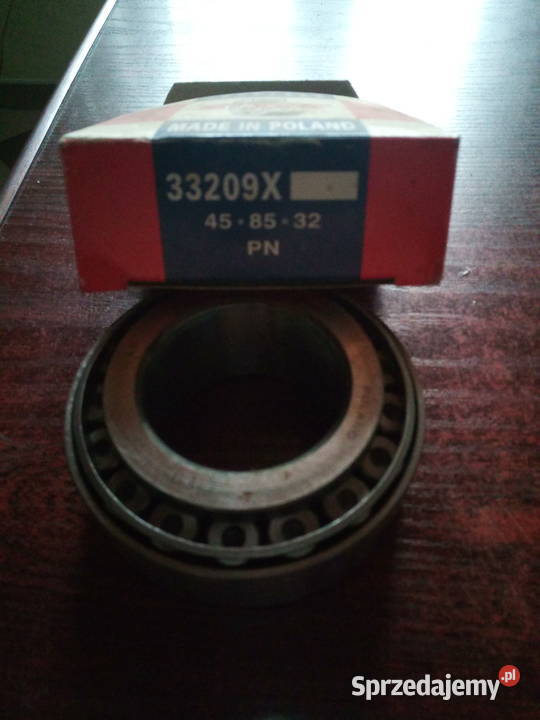 MADE IN POLAND
33209X
45 • 85 • 32
PN
Sprzedajemy.pl